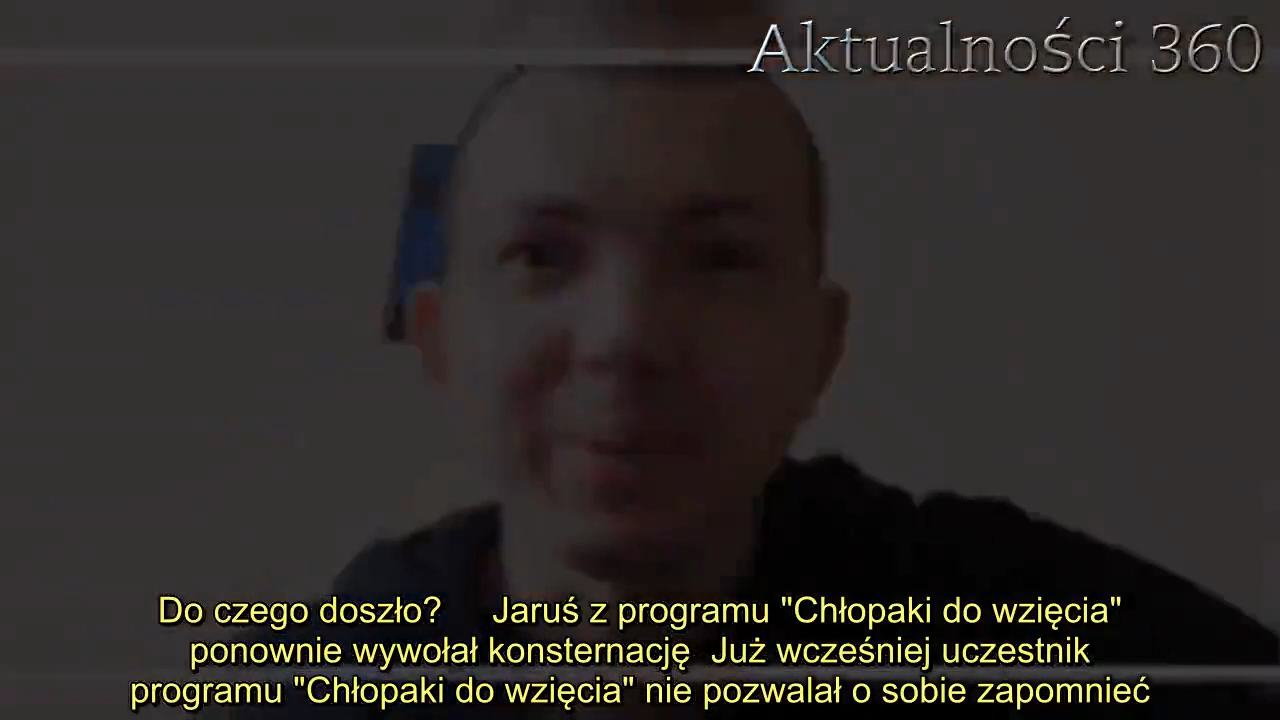 Aktualności 360
Do czego doszło? Jaruś z programu "Chłopaki do wzięcia"
ponownie wywołał konsternację Już wcześniej uczestnik
programu "Chłopaki do wzięcia" nie pozwalał o sobie zapomnieć